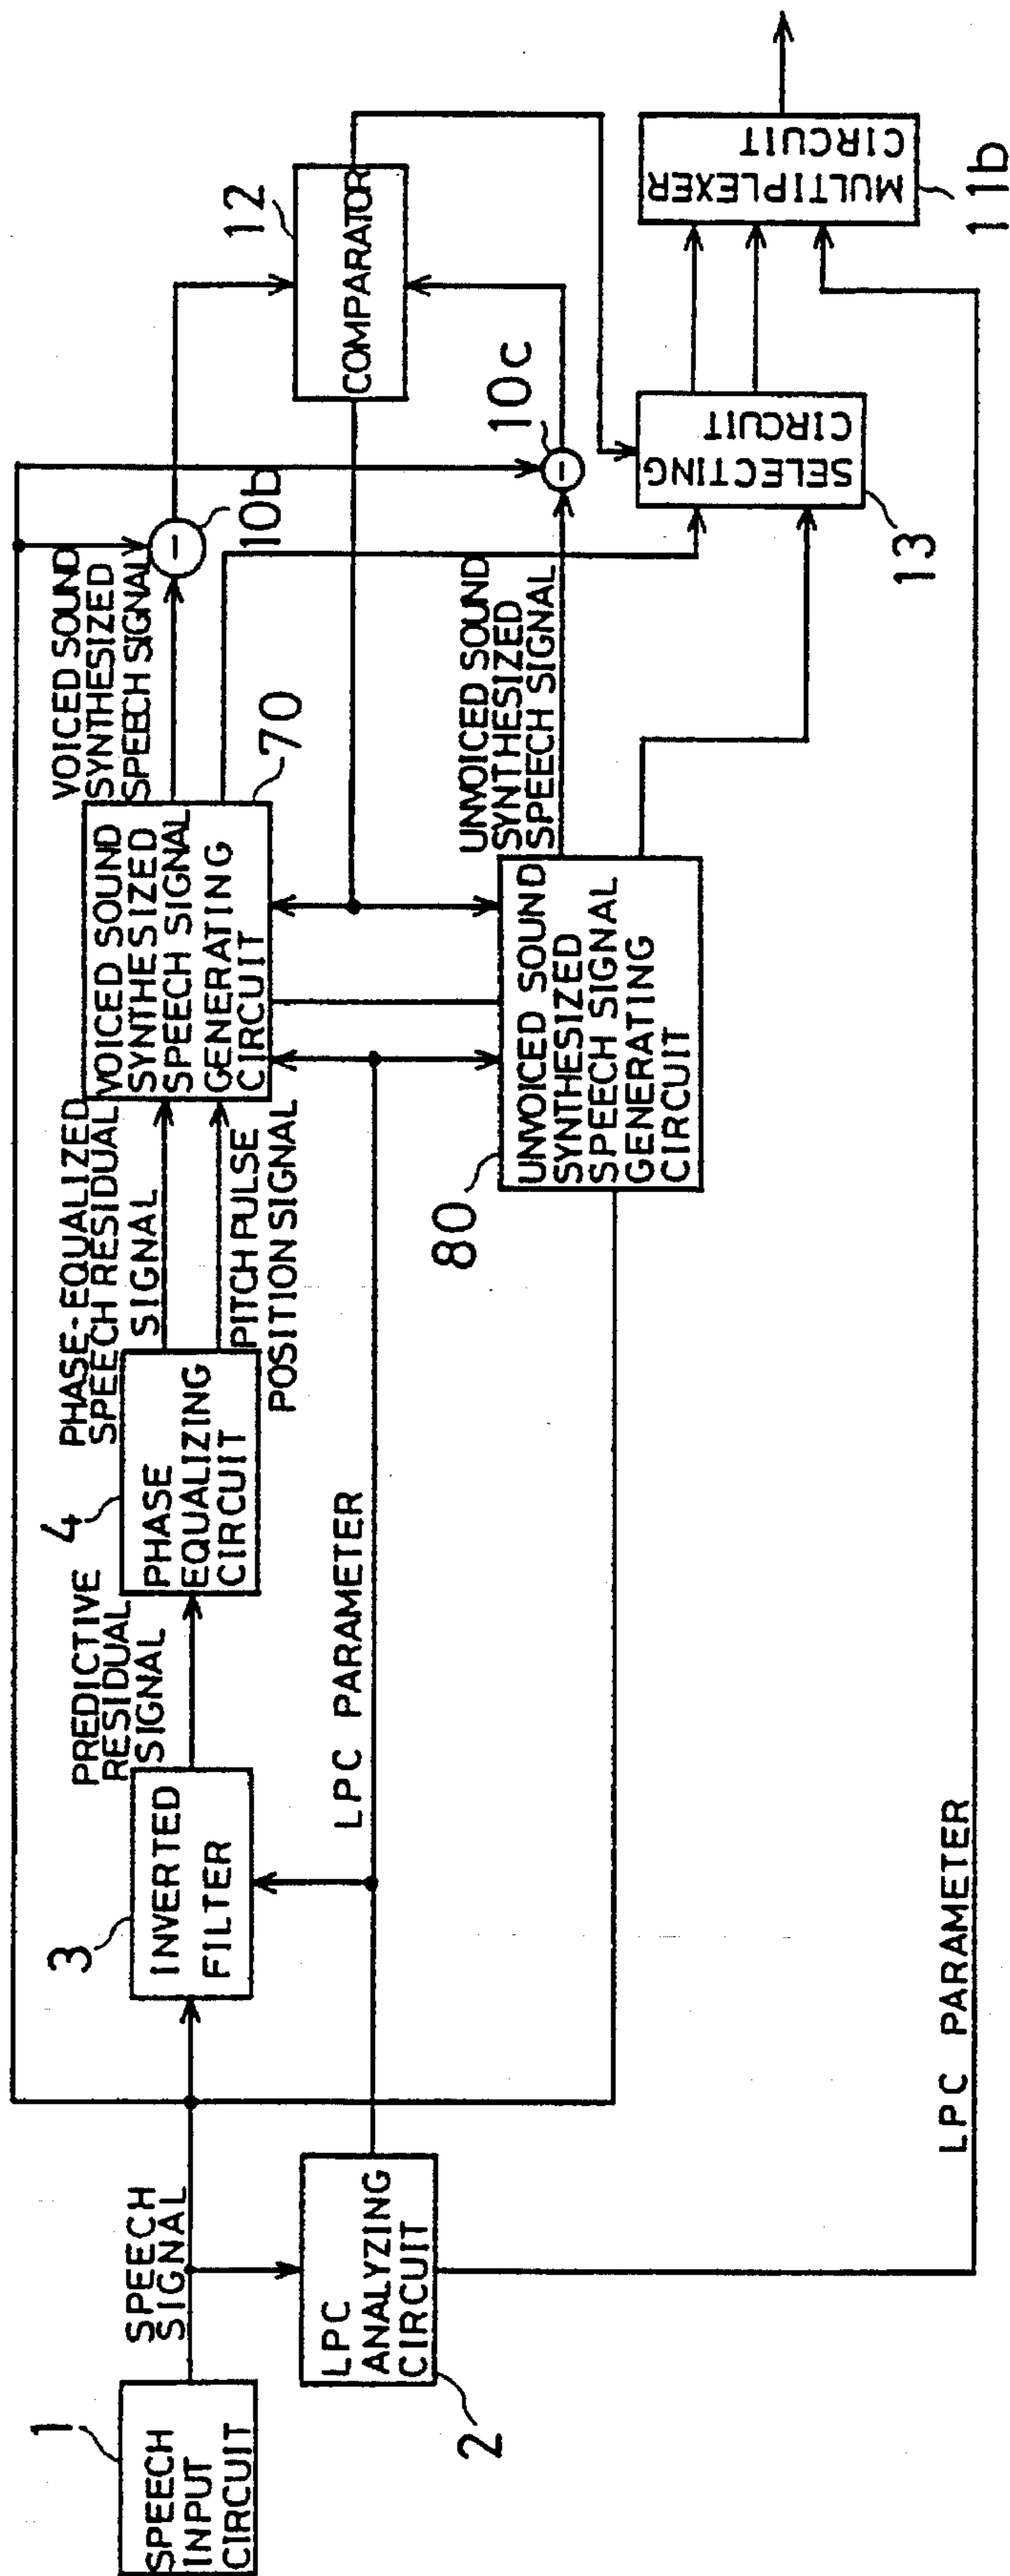 1
SPEECH
INPUT
CIRCUIT
SPEECH
SIGNAL
LPC
ANALYZING
CIRCUIT
2
3
INVERTED
FILTER
PREDICTIVE
RESIDUAL
SIGNAL
4
PHASE
EQUALIZING
CIRCUIT
PHASE-EQUALIZED
SPEECH RESIDUAL
SIGNAL
PITCH PULSE
POSITION SIGNAL
LPC PARAMETER
VOICED SOUND
SYNTHESIZED
SPEECH SIGNAL
GENERATING
CIRCUIT
70
VOICED SOUND
SYNTHESIZED
SPEECH SIGNAL
−
10b
80
UNVOICED SOUND
SYNTHESIZED
SPEECH SIGNAL
GENERATING
CIRCUIT
UNVOICED SOUND
SYNTHESIZED
SPEECH SIGNAL
−
10c
12
COMPARATOR
SELECTING
CIRCUIT
13
MULTIPLEXER
CIRCUIT
11b
LPC PARAMETER